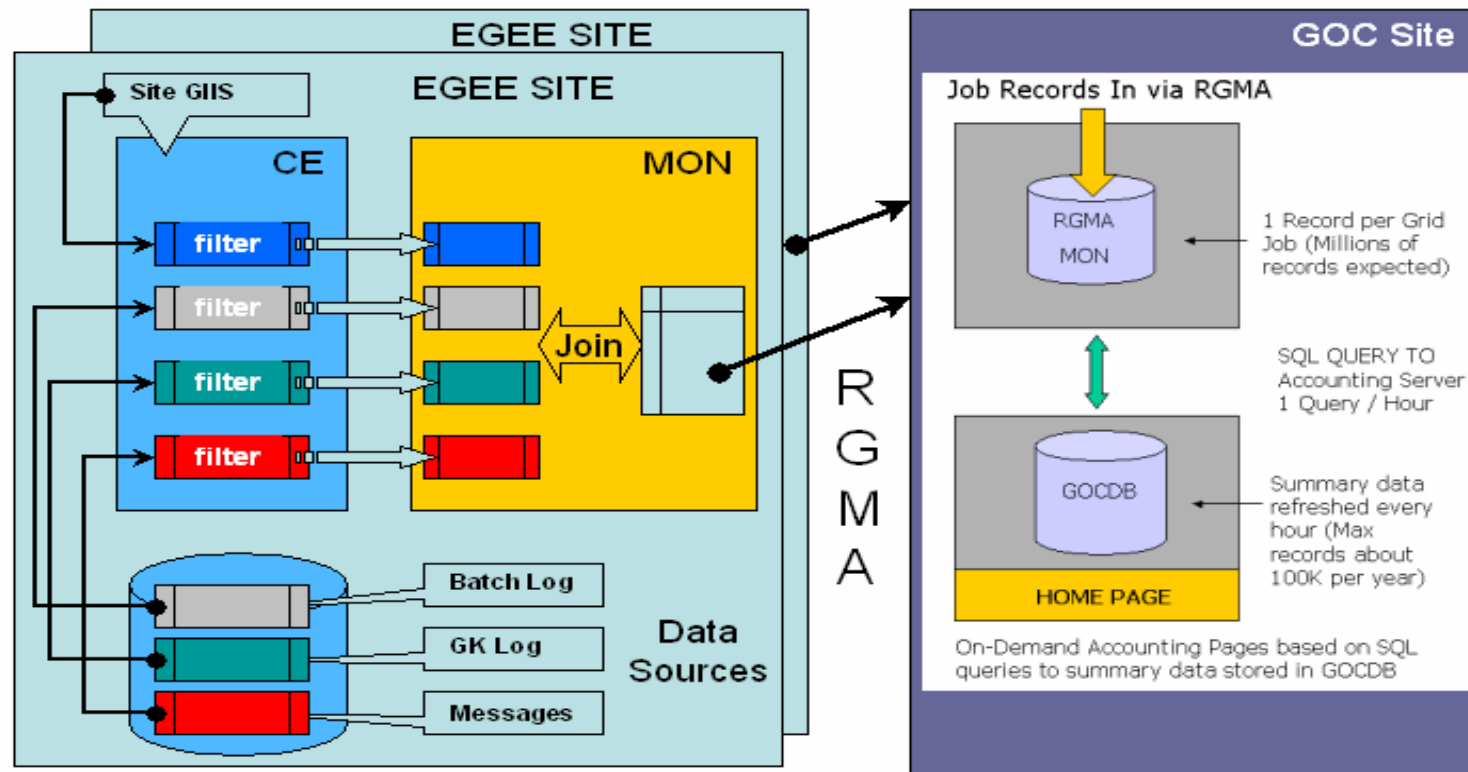 EGEE SITE
EGEE SITE
Site GIIS
CE
MON
filter
filter
filter
filter
Join
Batch Log
GK Log
Messages
Data
Sources
R
G
M
A
GOC Site
Job Records In via RGMA
RGMA
MON
1 Record per Grid
Job (Millions of
records expected)
SQL QUERY TO
Accounting Server
1 Query / Hour
GOCDB
Summary data
refreshed every
hour (Max
records about
100K per year)
HOME PAGE
On-Demand Accounting Pages based on SQL
queries to summary data stored in GOCDB